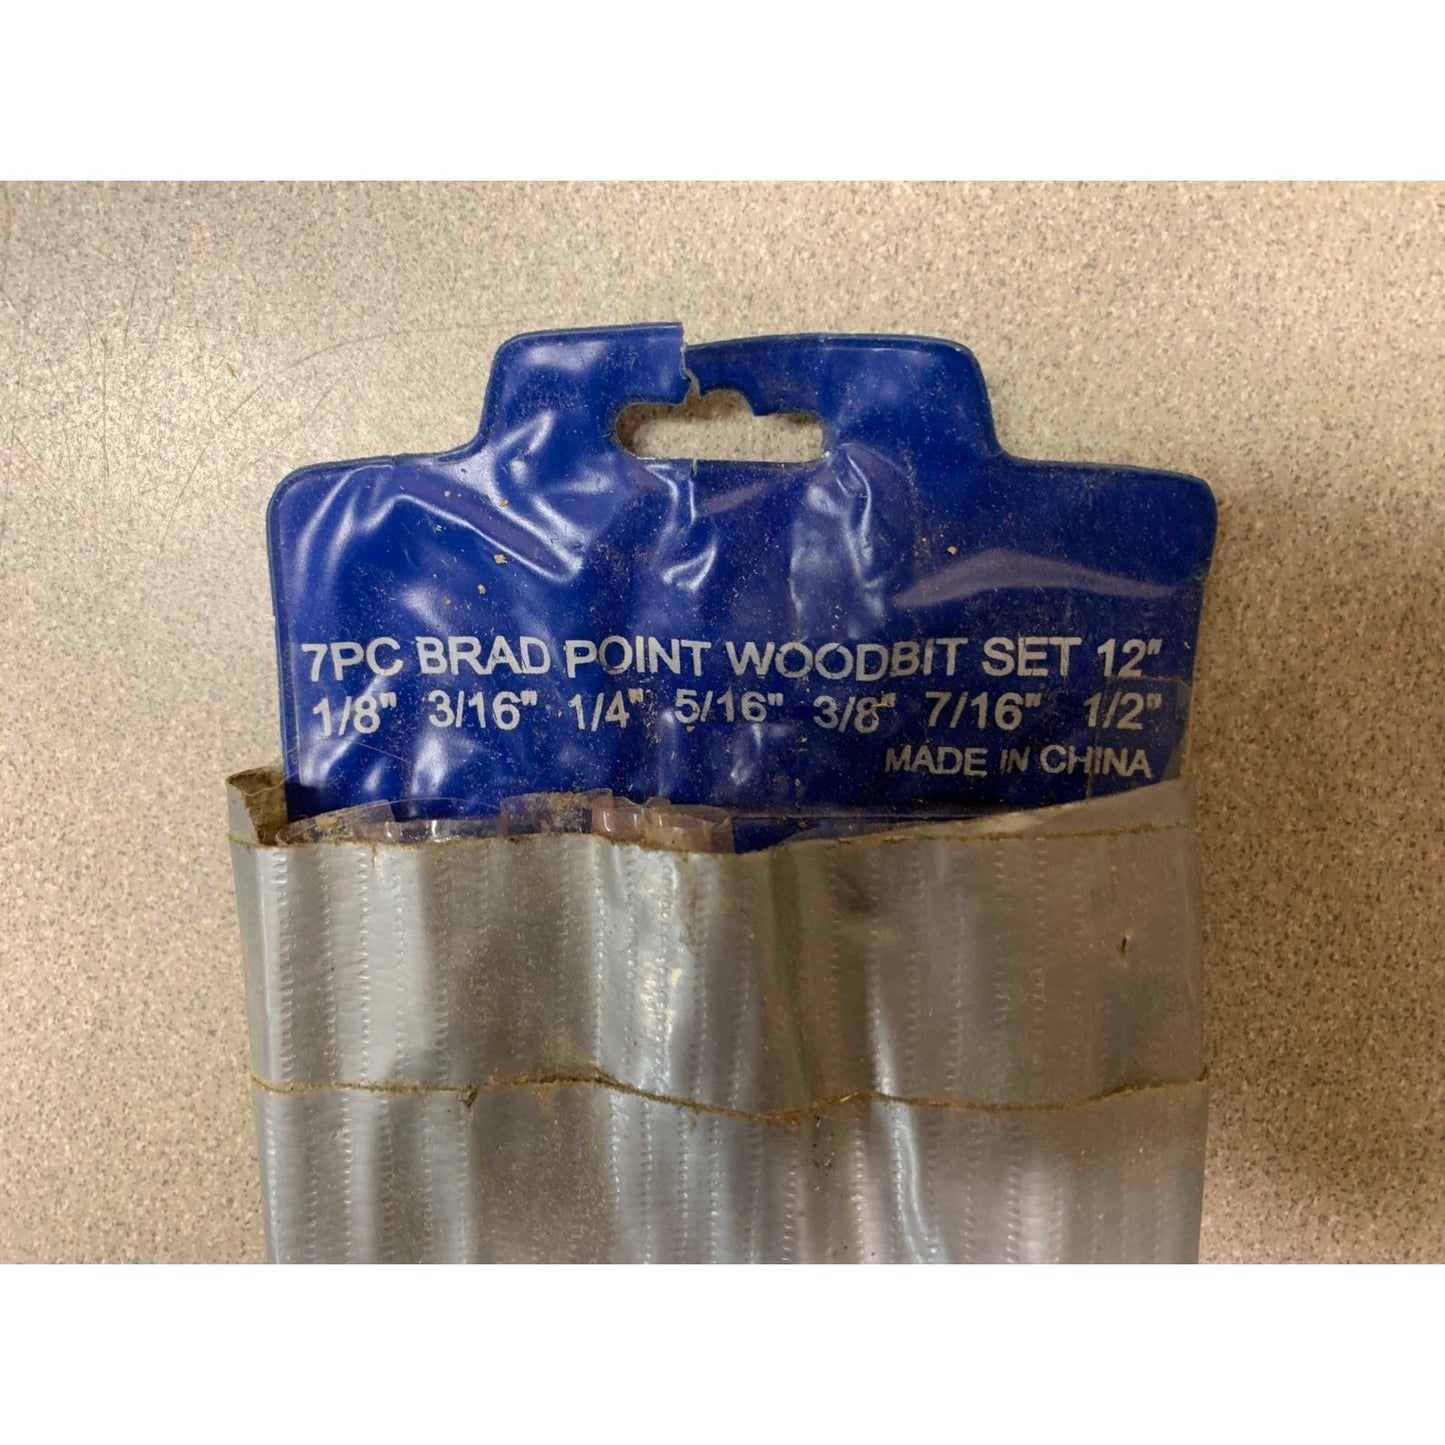 7PC BRAD POINT WOODBIT SET 12"
1/8" 3/16" 1/4" 5/16" 3/8" 7/16" 1/2"
MADE IN CHINA